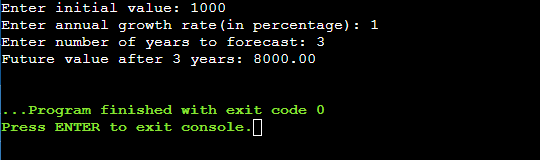 Enter initial value: 1000
Enter annual growth rate(in percentage): 1
Enter number of years to forecast: 3
Future value after 3 years: 8000.00
...Program finished with exit code 0
Press ENTER to exit console.